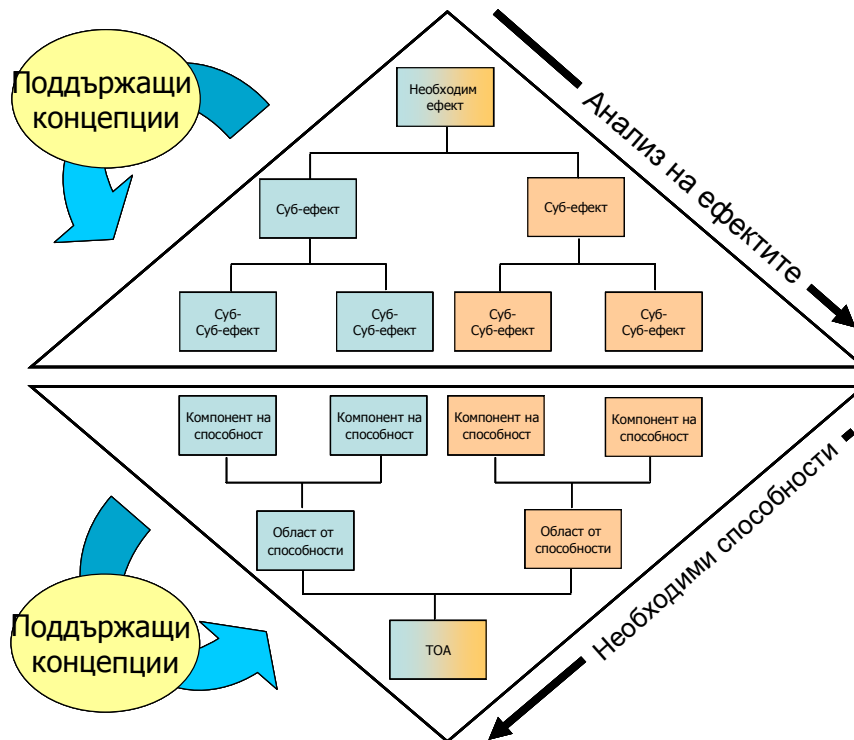 Поддържащи
концепции
Необходим
ефект
Анализ на ефектите
Суб-ефект
Суб-ефект
Суб-
Суб-ефект
Суб-
Суб-ефект
Суб-
Суб-ефект
Суб-
Суб-ефект
Компонент на
способност
Компонент на
способност
Компонент на
способност
Компонент на
способност
Необходими способности
Област от
способности
Област от
способности
Поддържащи
концепции
ТОА